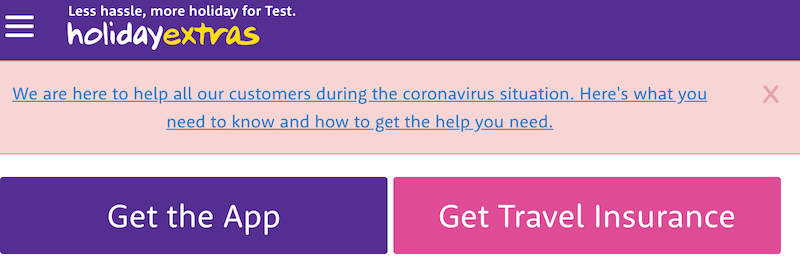 Less hassle, more holiday for Test.
holidayextras
We are here to help all our customers during the coronavirus situation. Here's what you
need to know and how to get the help you need.
Get the App
Get Travel Insurance